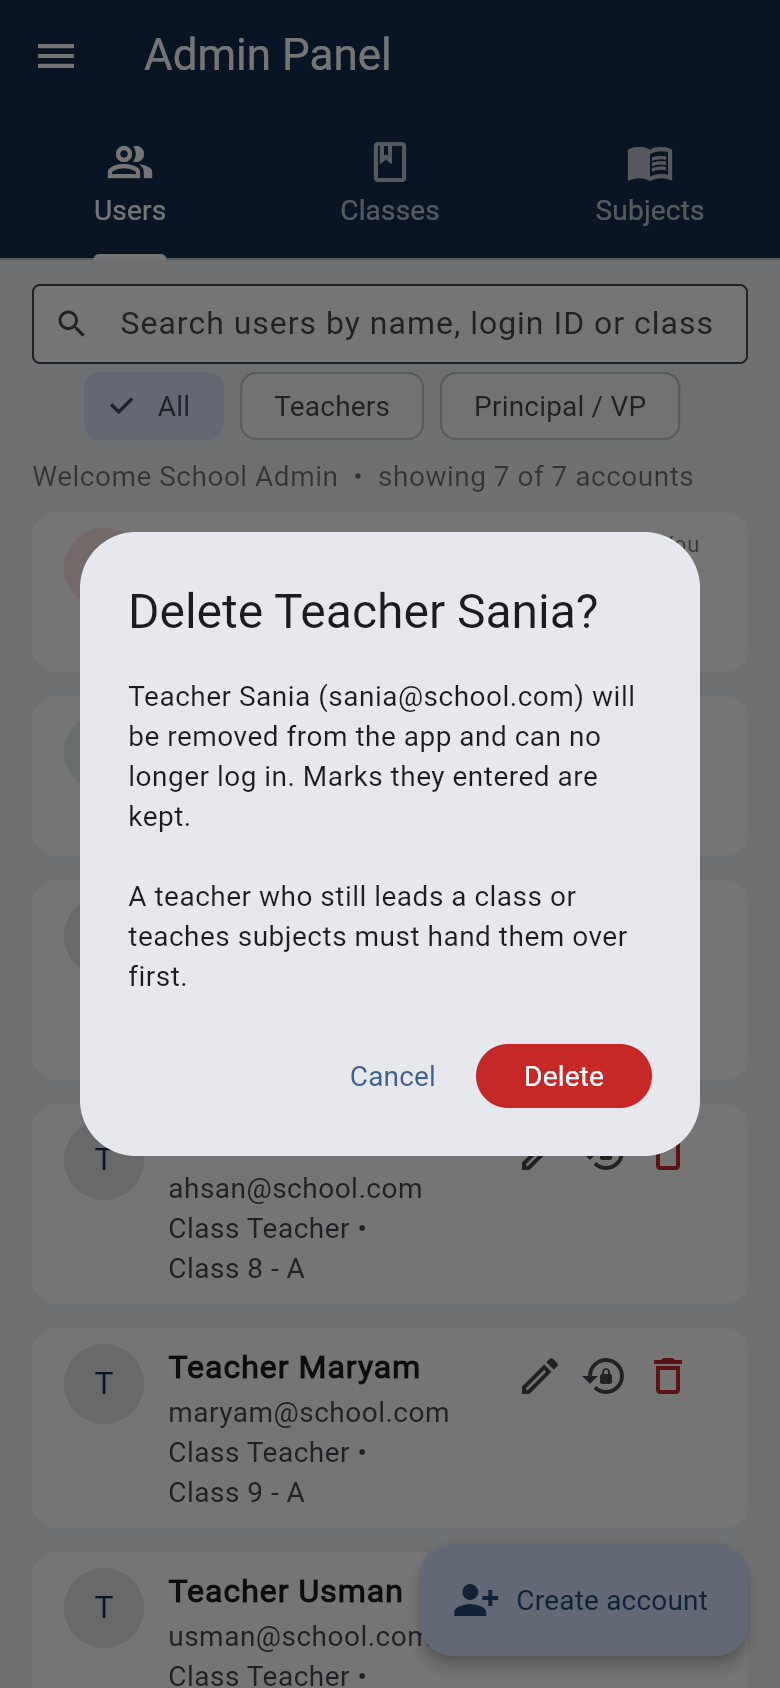 Admin Panel
Users
Classes
Subjects
Search users by name, login ID or class
All
Teachers
Principal / VP
Welcome School Admin • showing 7 of 7 accounts
Delete Teacher Sania?
Teacher Sania (sania@school.com) will
be removed from the app and can no
longer log in. Marks they entered are
kept.
A teacher who still leads a class or
teaches subjects must hand them over
first.
Cancel
Delete
T
ahsan@school.com
Class Teacher •
Class 8 - A
T
Teacher Maryam
maryam@school.com
Class Teacher •
Class 9 - A
T
Teacher Usman
usman@school.com
Class Teacher •
Create account